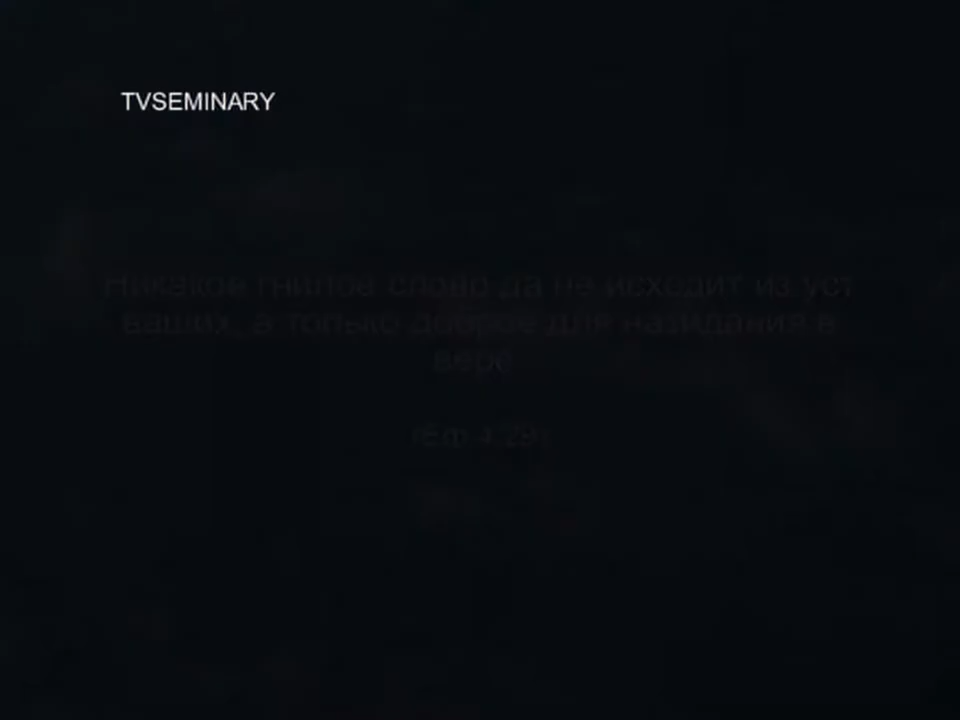 TVSEMINARY
Никакое гнилое слово да не исходит из уст
ваших, а только доброе для назидания в
вере
(Еф.4:29)